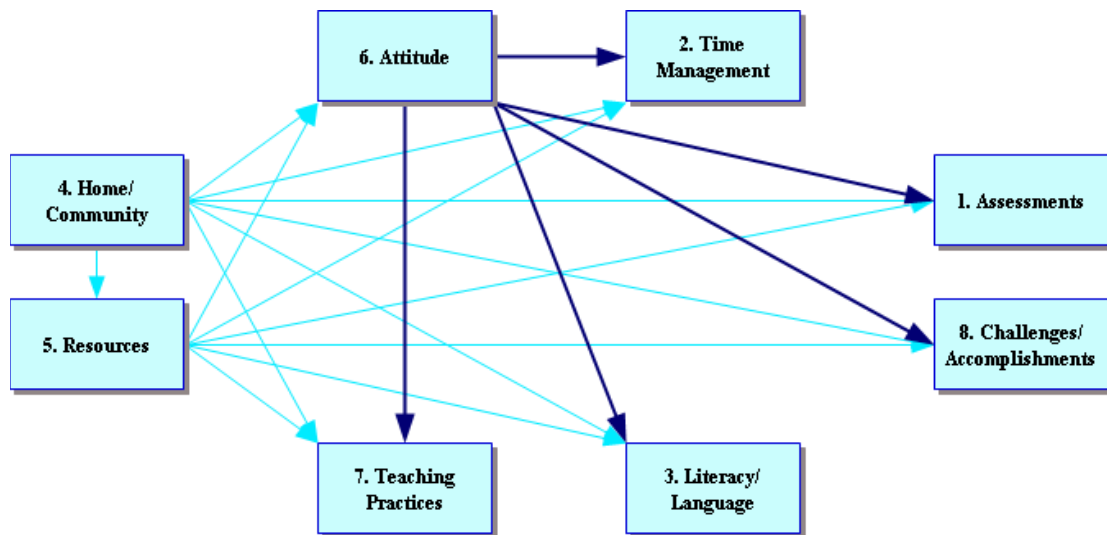 6. Attitude
2. Time
Management
4. Home/
Community
1. Assessments
5. Resources
8. Challenges/
Accomplishments
7. Teaching
Practices
3. Literacy/
Language